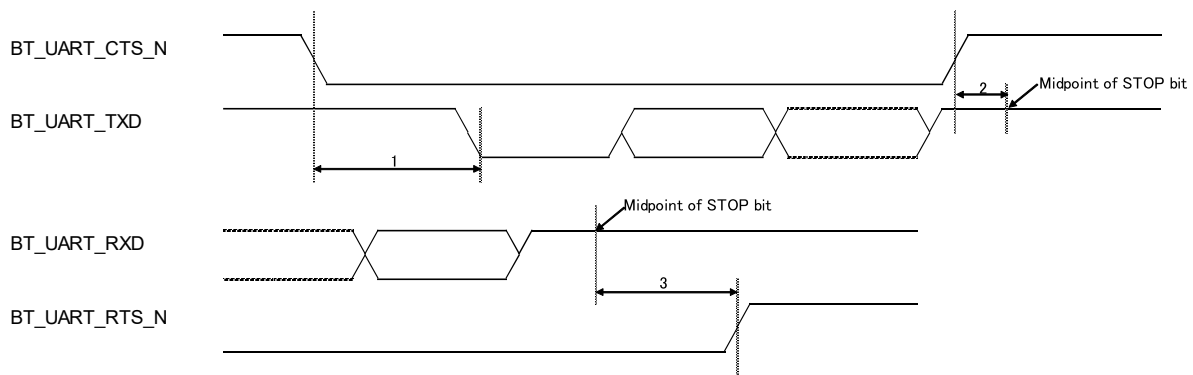 BT_UART_CTS_N
2
Midpoint of STOP bit
BT_UART_TXD
1
Midpoint of STOP bit
BT_UART_RXD
3
BT_UART_RTS_N